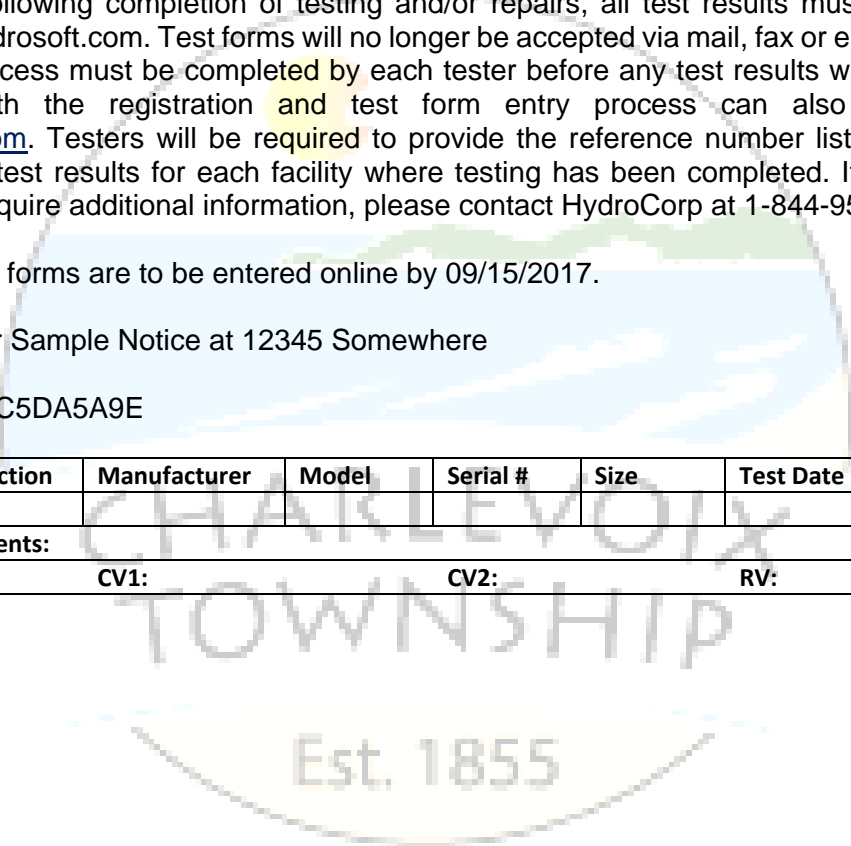 ollowing completion of testing and/or repairs, all test results mus
drosoft.com. Test forms will no longer be accepted via mail, fax or e
cess must be completed by each tester before any test results w
th the registration and test form entry process can also
om. Testers will be required to provide the reference number list
test results for each facility where testing has been completed. I
quire additional information, please contact HydroCorp at 1-844-95
forms are to be entered online by 09/15/2017.
r Sample Notice at 12345 Somewhere
C5DA5A9E
ction Manufacturer Model Serial # Size Test Date
ents:
CV1: CV2: RV:
CHARLEVOIX
TOWNSHIP
Est. 1855